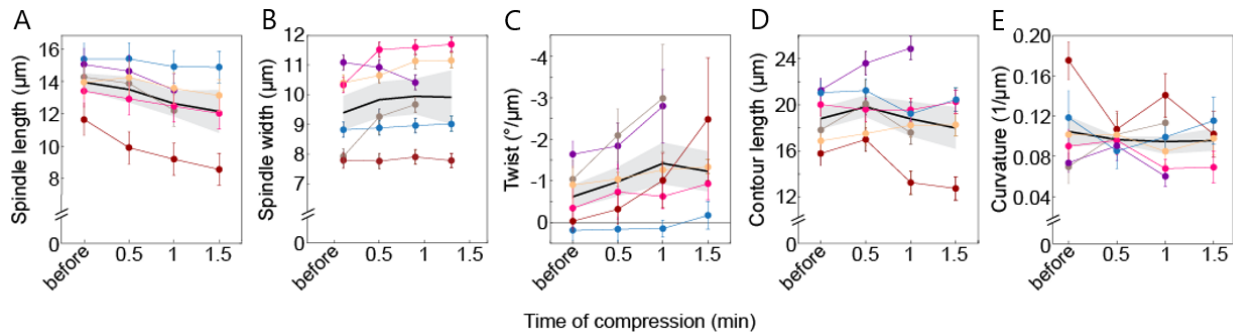 A
B
C
D
E
Spindle length (µm)
16
14
12
10
8
6
0
before
0.5
1
1.5
Spindle width (µm)
12
11
10
9
8
7
0
before
0.5
1
1.5
Twist (°/µm)
-4
-3
-2
-1
0
-1
before
0.5
1
1.5
Contour length (µm)
24
20
16
12
0
before
0.5
1
1.5
Curvature (1/µm)
0.20
0.16
0.12
0.08
0.04
0
before
0.5
1
1.5
Time of compression (min)